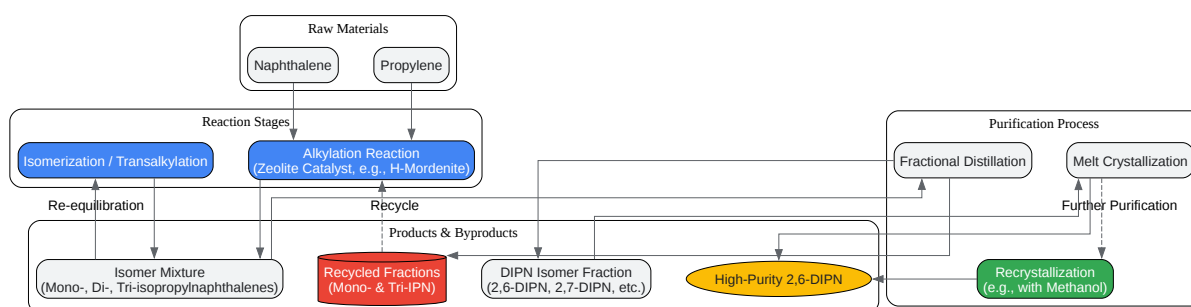 Raw Materials
Naphthalene
Propylene
Reaction Stages
Isomerization / Transalkylation
Alkylation Reaction
(Zeolite Catalyst, e.g., H-Mordenite)
Purification Process
Fractional Distillation
Melt Crystallization
Re-equilibration
Recycle
Further Purification
Products & Byproducts
Isomer Mixture
(Mono-, Di-, Tri-isopropylnaphthalenes)
Recycled Fractions
(Mono- & Tri-IPN)
DIPN Isomer Fraction
(2,6-DIPN, 2,7-DIPN, etc.)
High-Purity 2,6-DIPN
Recrystallization
(e.g., with Methanol)